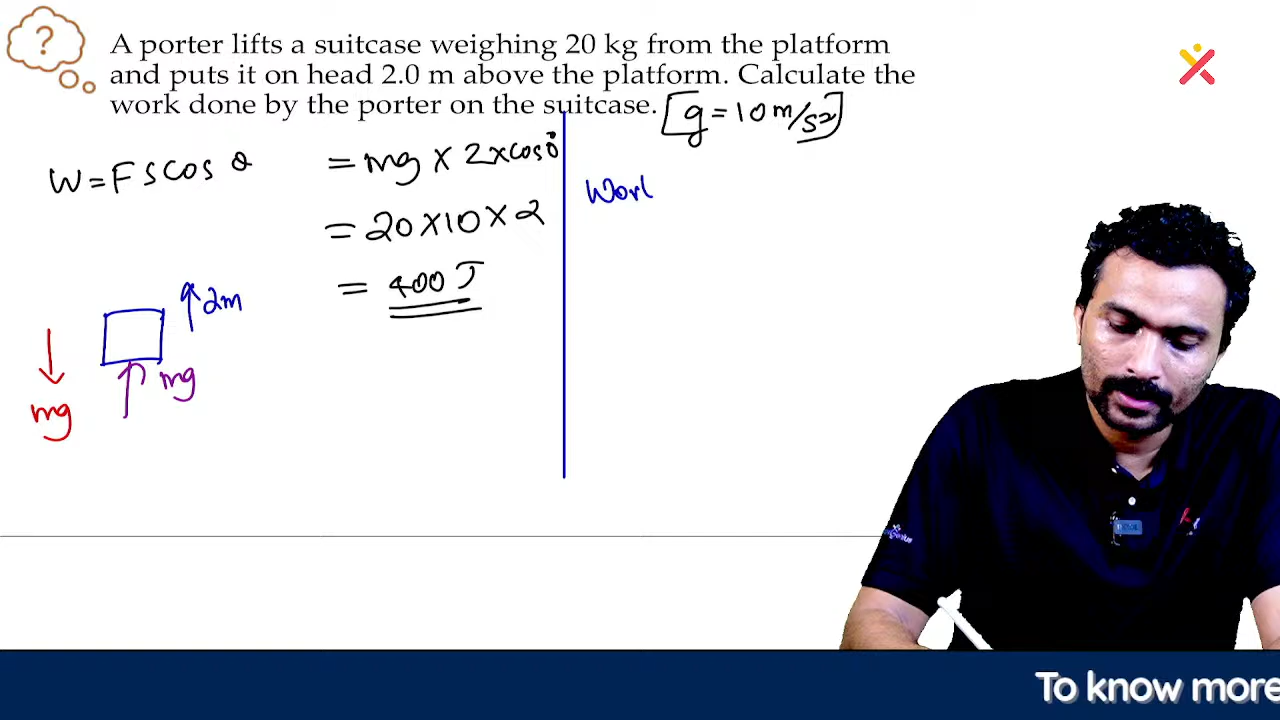 ?
A porter lifts a suitcase weighing 20 kg from the platform
and puts it on head 2.0 m above the platform. Calculate the
work done by the porter on the suitcase. [g = 10 m/s2]
W = F S cos θ
= mg × 2 × cos 0°
= 20 × 10 × 2
= 400 J
↑ 2m
mg
mg
Worl
To know more